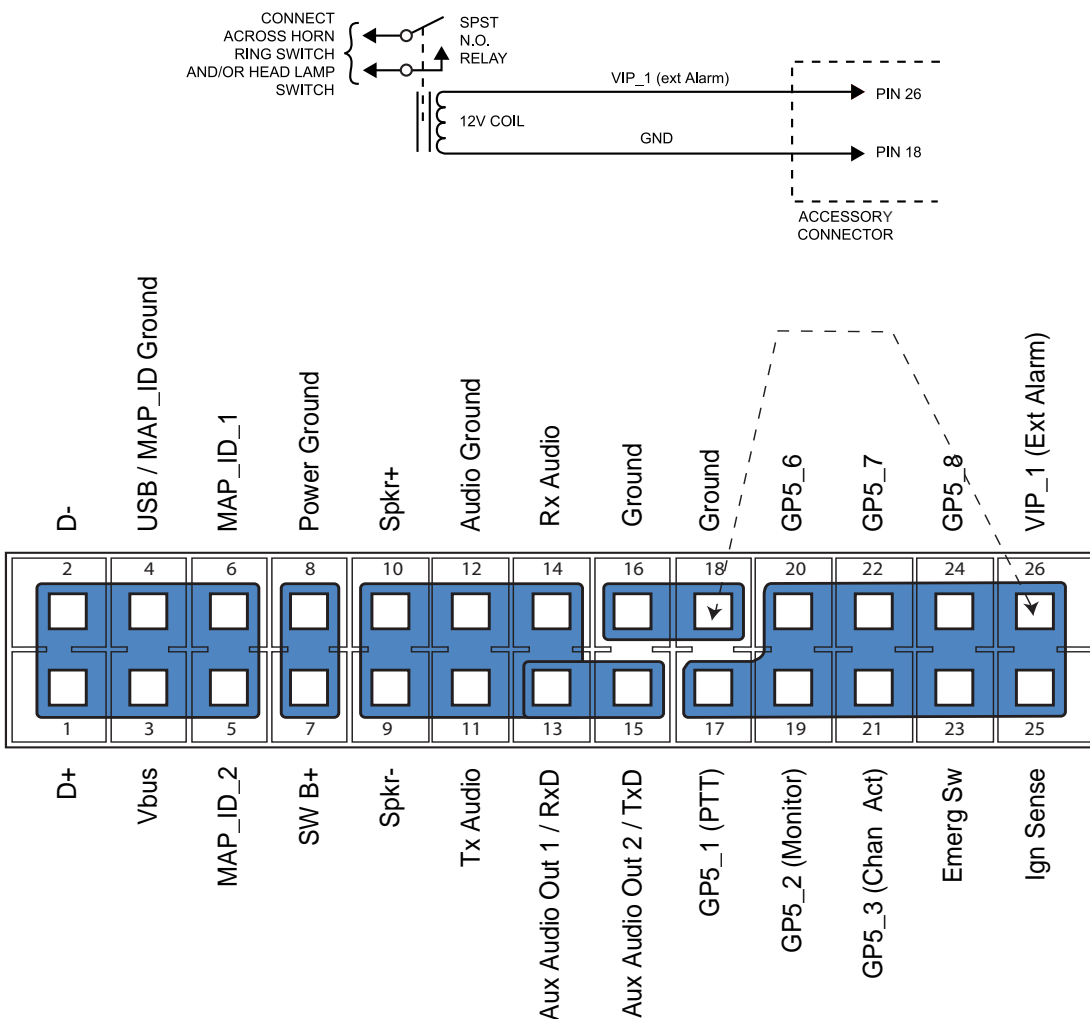 CONNECT
ACROSS HORN
RING SWITCH
AND/OR HEAD LAMP
SWITCH
SPST
N.O.
RELAY
12V COIL
VIP_1 (ext Alarm)
GND
PIN 26
PIN 18
ACCESSORY
CONNECTOR
D-
USB / MAP_ID Ground
MAP_ID_1
Power Ground
Spkr+
Audio Ground
Rx Audio
Ground
Ground
GP5_6
GP5_7
GP5_8
VIP_1 (Ext Alarm)
2 4 6 8 10 12 14 16 18 20 22 24 26
1 3 5 7 9 11 13 15 17 19 21 23 25
D+
Vbus
MAP_ID_2
SW B+
Spkr-
Tx Audio
Aux Audio Out 1 / RxD
Aux Audio Out 2 / TxD
GP5_1 (PTT)
GP5_2 (Monitor)
GP5_3 (Chan Act)
Emerg Sw
Ign Sense